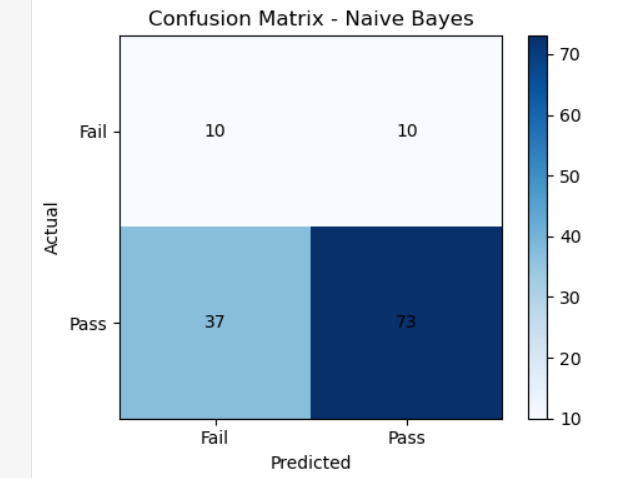 Confusion Matrix - Naive Bayes
Actual
Fail
10 10
Pass
37 73
Fail Pass
Predicted
70
60
50
40
30
20
10